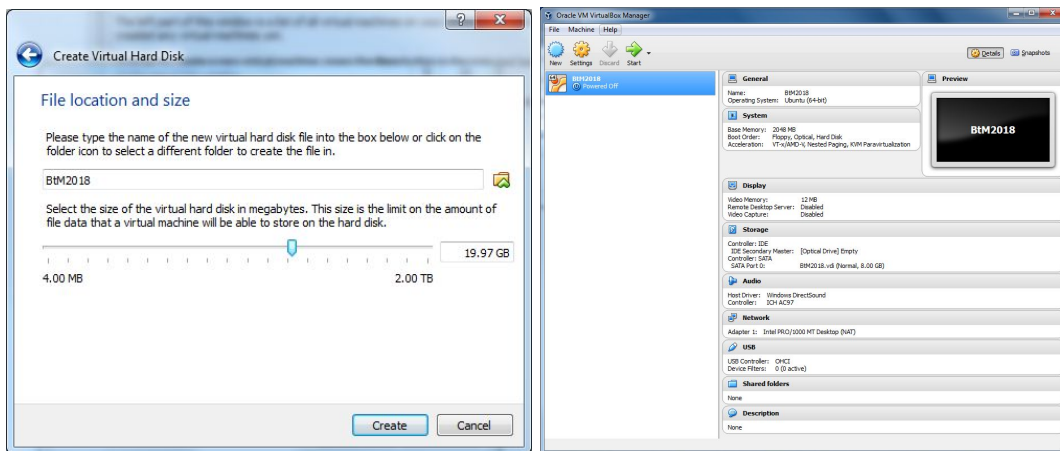 Create Virtual Hard Disk
File location and size
Please type the name of the new virtual hard disk file into the box below or click on the
folder icon to select a different folder to create the file in.
BtM2018
Select the size of the virtual hard disk in megabytes. This size is the limit on the amount of
file data that a virtual machine will be able to store on the hard disk.
19.97 GB
4.00 MB 2.00 TB
Create Cancel
Oracle VM VirtualBox Manager
File Machine Help
New Settings Discard Start Details Snapshots
BtM2018
Powered Off
General
Name: BtM2018
Operating System: Ubuntu (64-bit)
System
Base Memory: 2048 MB
Boot Order: Floppy, Optical, Hard Disk
Acceleration: VT-x/AMD-V, Nested Paging, KVM Paravirtualization
Preview
BtM2018
Display
Video Memory: 12 MB
Remote Desktop Server: Disabled
Video Capture: Disabled
Storage
Controller: IDE
IDE Secondary Master: [Optical Drive] Empty
Controller: SATA
SATA Port 0: BtM2018.vdi (Normal, 8.00 GB)
Audio
Host Driver: Windows DirectSound
Controller: ICH AC97
Network
Adapter 1: Intel PRO/1000 MT Desktop (NAT)
USB
USB Controller: OHCI
Device Filters: 0 (0 active)
Shared folders
None
Description
None